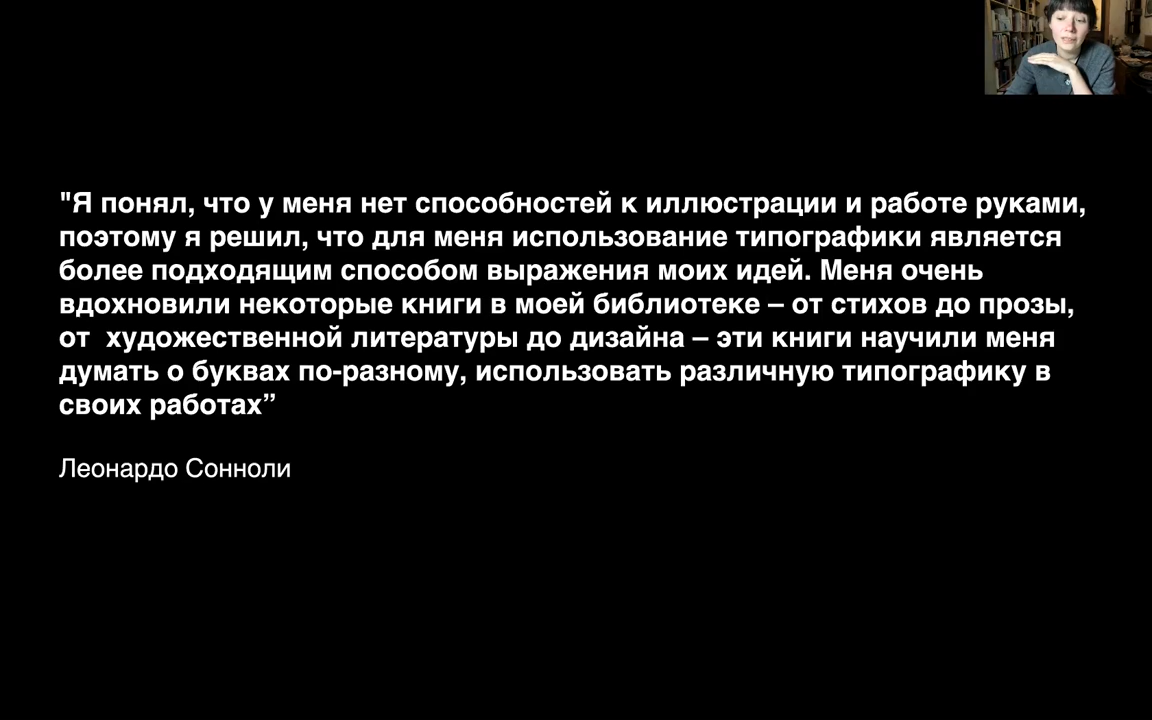 "Я понял, что у меня нет способностей к иллюстрации и работе руками,
поэтому я решил, что для меня использование типографики является
более подходящим способом выражения моих идей. Меня очень
вдохновили некоторые книги в моей библиотеке – от стихов до прозы,
от  художественной литературы до дизайна – эти книги научили меня
думать о буквах по-разному, использовать различную типографику в
своих работах”
Леонардо Сонноли